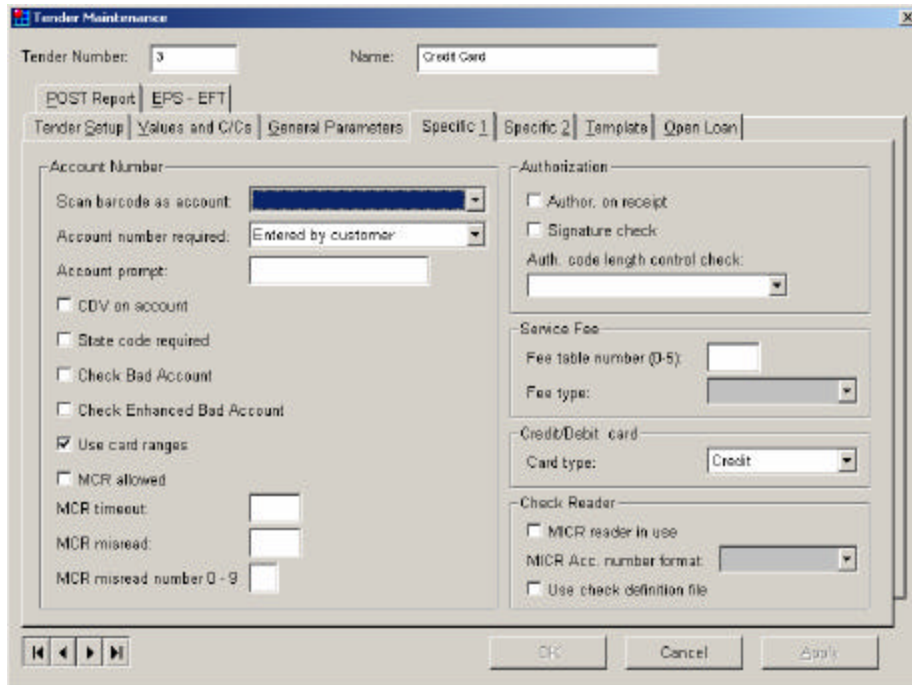 Tender Maintenance
Tender Number: 3 Name: Credit Card
POST Report EPS - EFT
Tender Setup Values and C/Cs General Parameters Specific 1 Specific 2 Template Open Loan
Account Number
Scan barcode as account:
Account number required: Entered by customer
Account prompt:
CDV on account
State code required
Check Bad Account
Check Enhanced Bad Account
Use card ranges
MCR allowed
MCR timeout:
MCR misread:
MCR misread number 0 - 9
Authorization
Author. on receipt
Signature check
Auth. code length control check:
Service Fee
Fee table number (0-5):
Fee type:
Credit/Debit card
Card type: Credit
Check Reader
MICR reader in use
MICR Acc. number format:
Use check definition file
OK Cancel Apply